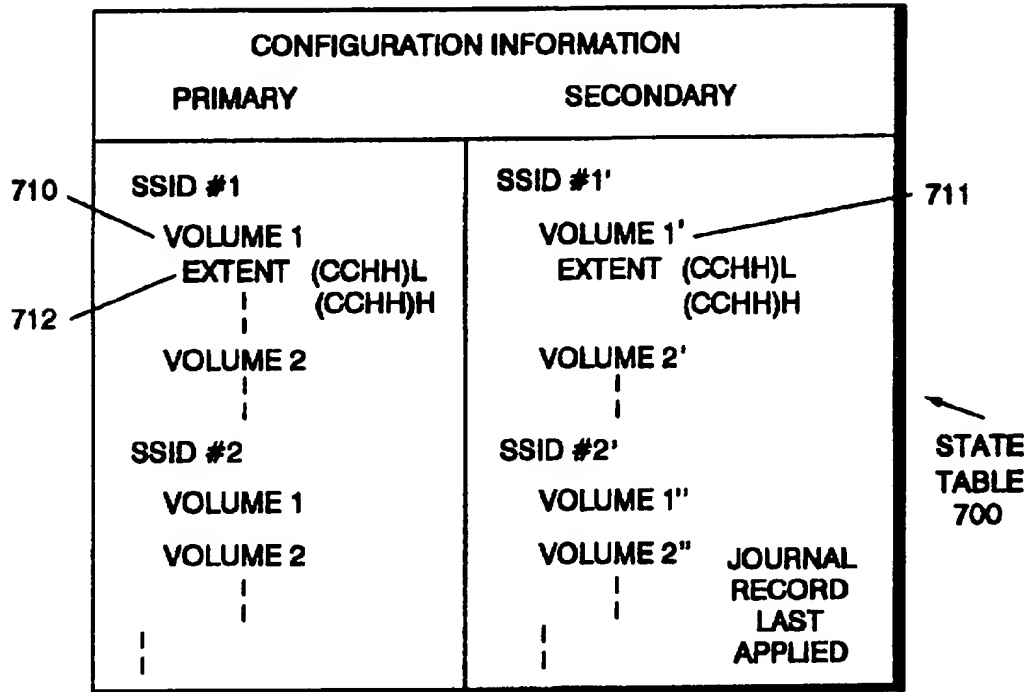 CONFIGURATION INFORMATION
PRIMARY
SECONDARY
710
SSID #1
VOLUME 1
EXTENT (CCHH)L
(CCHH)H
712
VOLUME 2
SSID #2
VOLUME 1
VOLUME 2
SSID #1'
711
VOLUME 1'
EXTENT (CCHH)L
(CCHH)H
VOLUME 2'
SSID #2'
VOLUME 1"
VOLUME 2"
JOURNAL
RECORD
LAST
APPLIED
STATE
TABLE
700